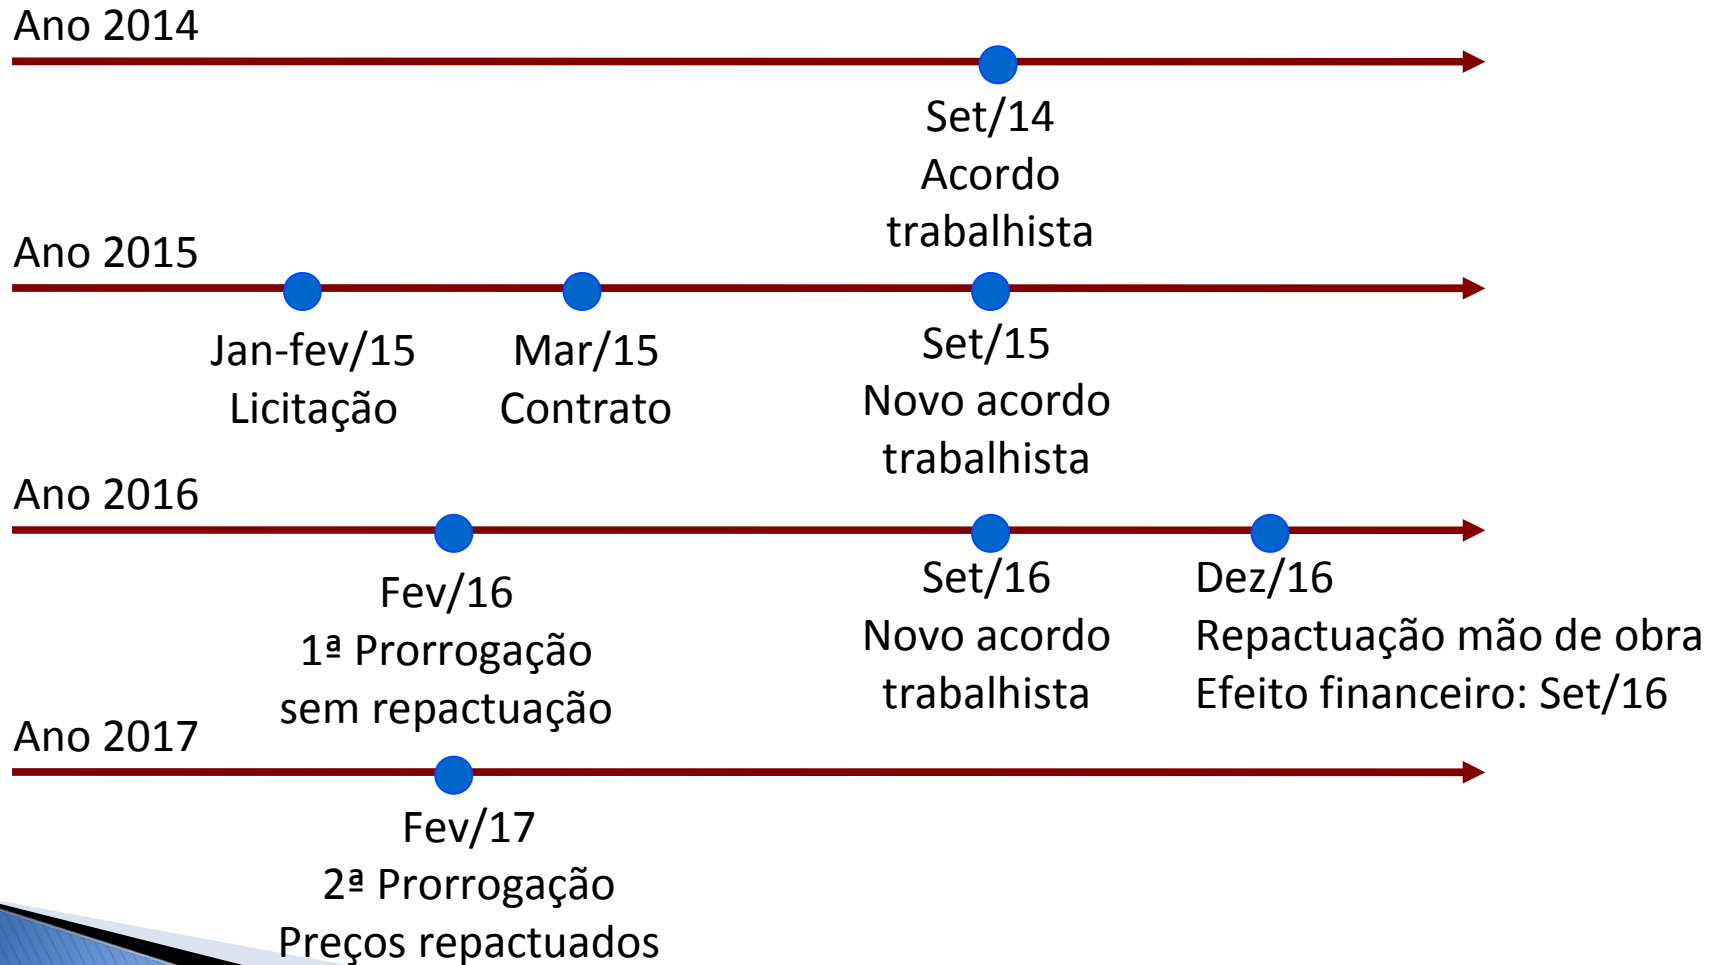 Ano 2014
Set/14
Acordo
trabalhista
Ano 2015
Jan-fev/15
Licitação
Mar/15
Contrato
Set/15
Novo acordo
trabalhista
Ano 2016
Fev/16
1ª Prorrogação
sem repactuação
Set/16
Novo acordo
trabalhista
Dez/16
Repactuação mão de obra
Efeito financeiro: Set/16
Ano 2017
Fev/17
2ª Prorrogação
Preços repactuados